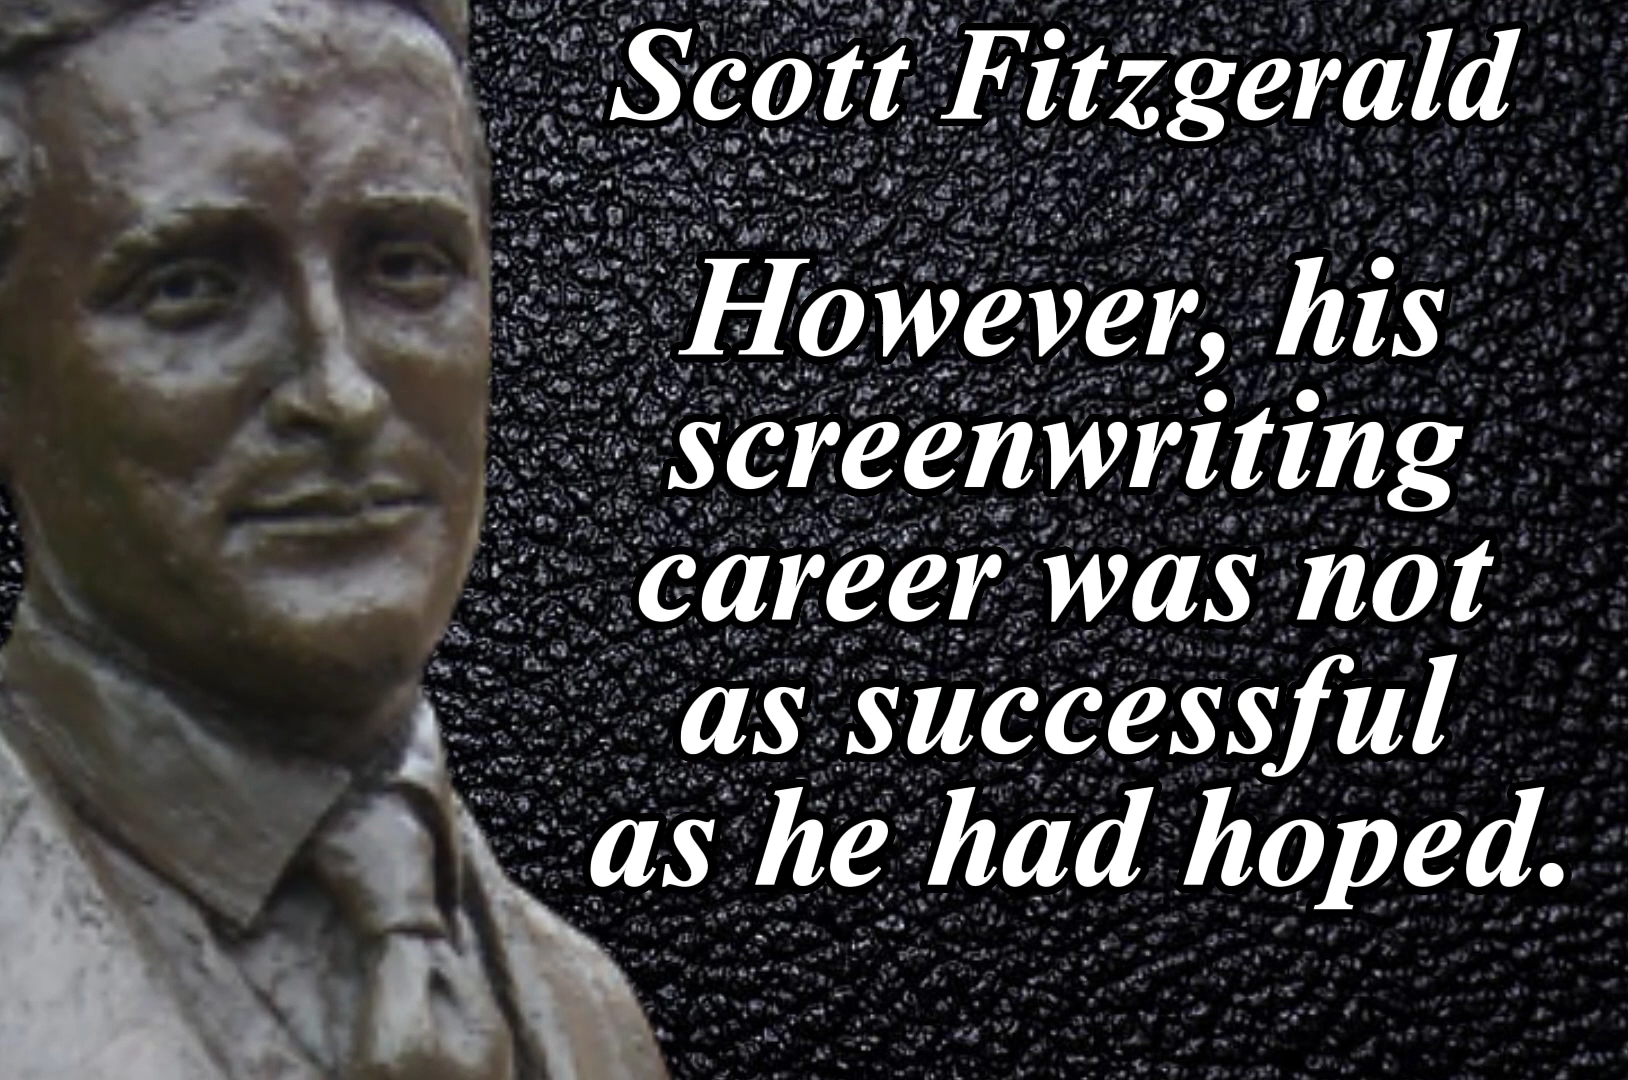 Scott Fitzgerald
However, his
screenwriting
career was not
as successful
as he had hoped.